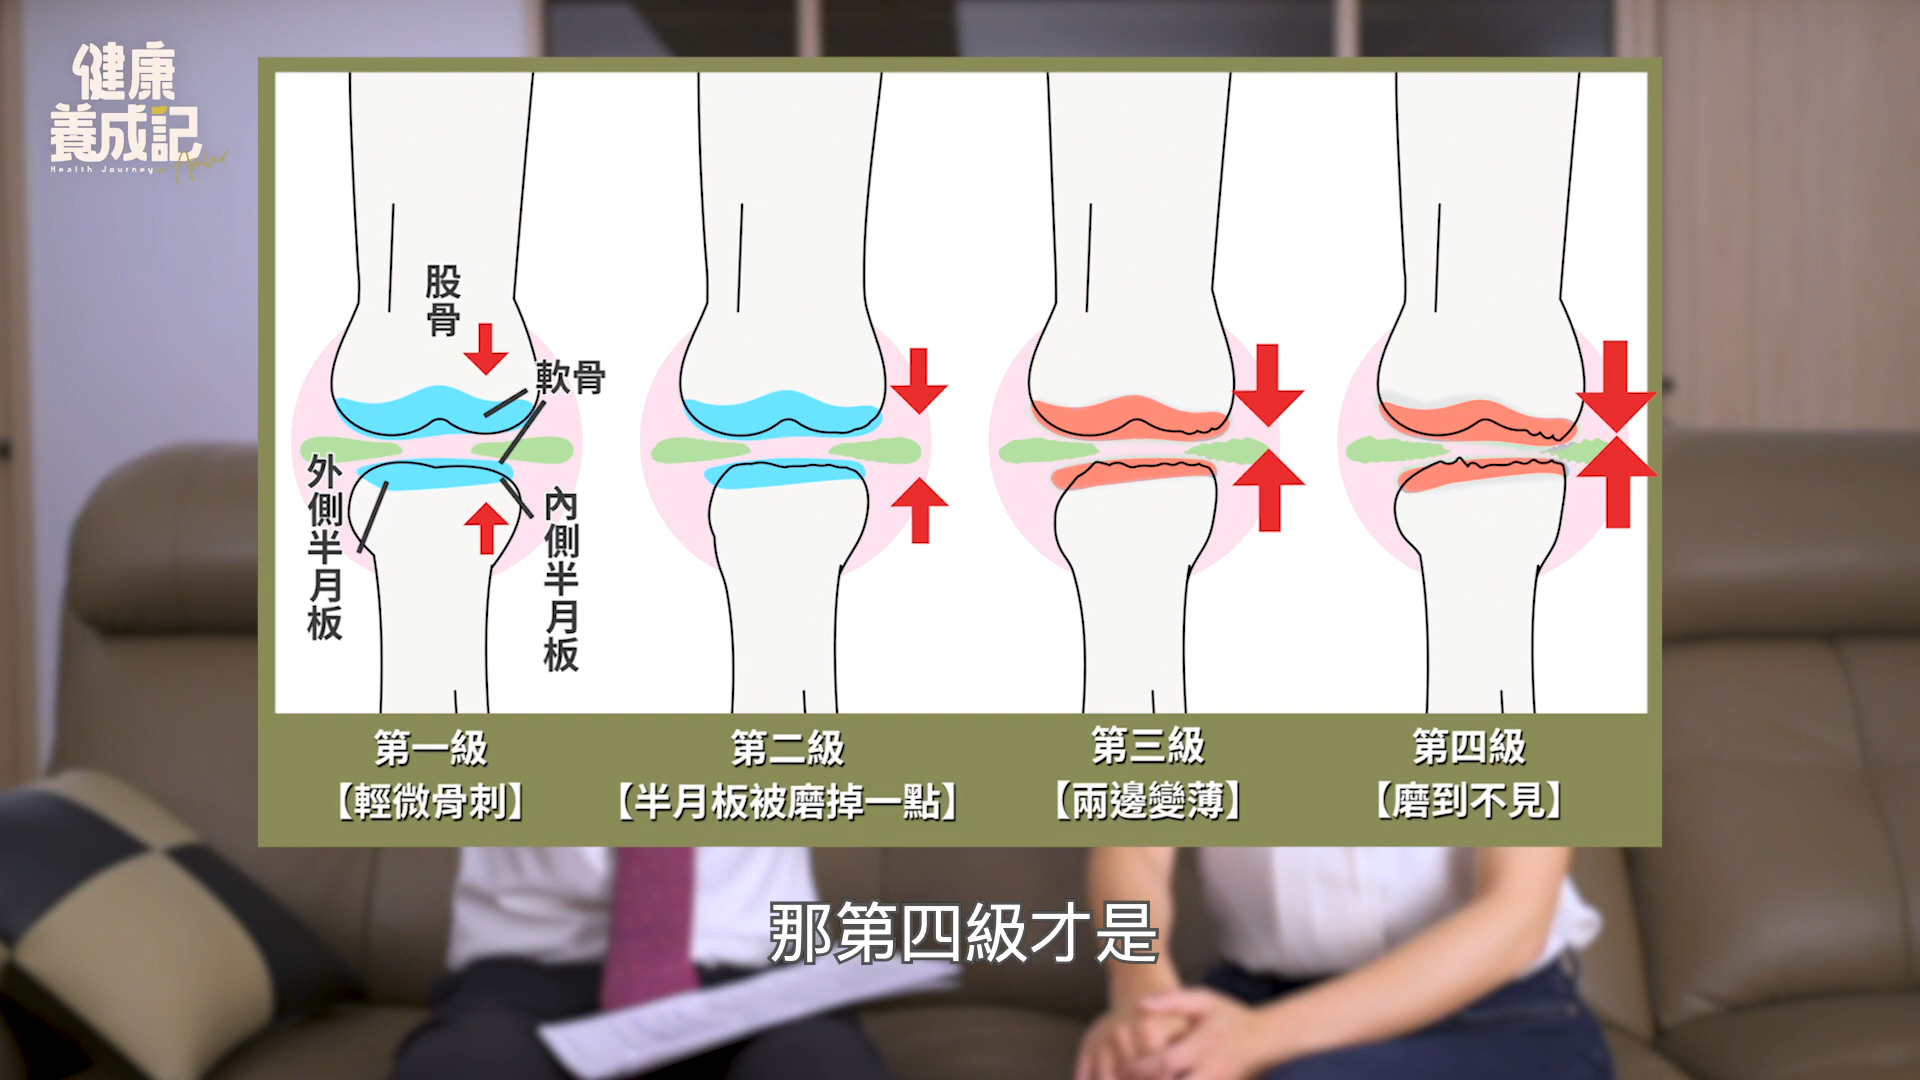 健康
養成記
Health Journey
Amber
股骨
軟骨
外側半月板
內側半月板
第一級
【輕微骨刺】
第二級
【半月板被磨掉一點】
第三級
【兩邊變薄】
第四級
【磨到不見】
那第四級才是